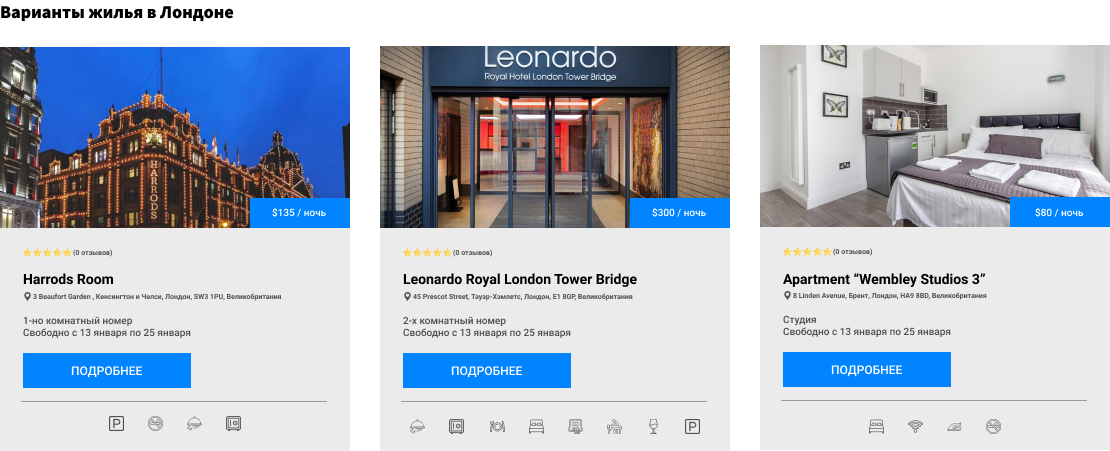 Варианты жилья в Лондоне
HARRODS
$135 / ночь
(0 отзывов)
Harrods Room
3 Beaufort Garden , Кенсингтон и Челси, Лондон, SW3 1PU, Великобритания
1-но комнатный номер
Свободно с 13 января по 25 января
ПОДРОБНЕЕ
P
Leonardo
Royal Hotel London Tower Bridge
$300 / ночь
(0 отзывов)
Leonardo Royal London Tower Bridge
45 Prescot Street, Тауэр-Хэмлетс, Лондон, E1 8GP, Великобритания
2-х комнатный номер
Свободно с 13 января по 25 января
ПОДРОБНЕЕ
P
$80 / ночь
(0 отзывов)
Apartment “Wembley Studios 3”
8 Linden Avenue, Брент, Лондон, HA9 8BD, Великобритания
Студия
Свободно с 13 января по 25 января
ПОДРОБНЕЕ